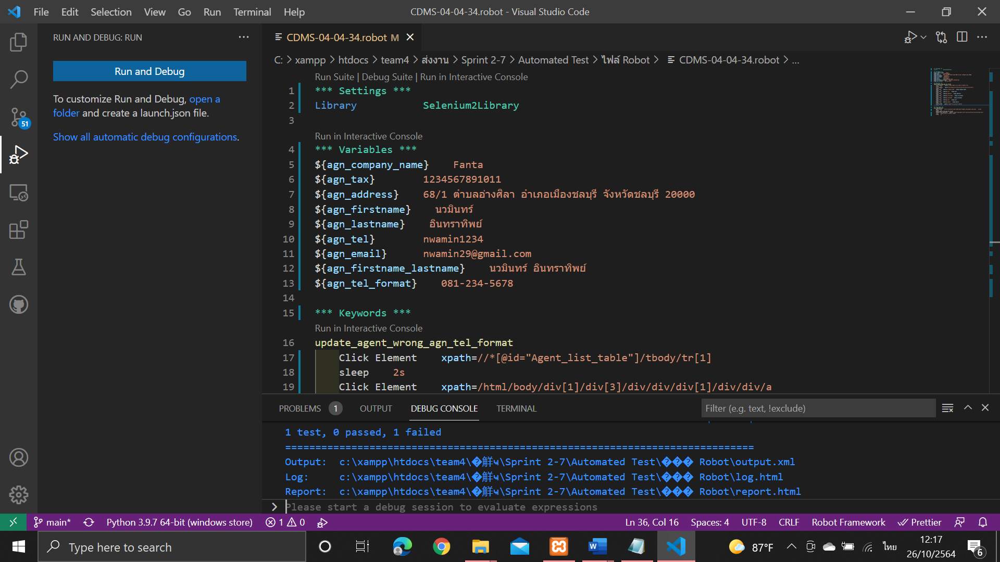 File Edit Selection View Go Run Terminal Help CDMS-04-04-34.robot - Visual Studio Code
RUN AND DEBUG: RUN
CDMS-04-04-34.robot M
Run and Debug
To customize Run and Debug, open a
folder and create a launch.json file.
Show all automatic debug configurations.
51
C: > xampp > htdocs > team4 > ส่งงาน > Sprint 2-7 > Automated Test > ไฟล์ Robot > CDMS-04-04-34.robot > ...
Run Suite | Debug Suite | Run in Interactive Console
1 *** Settings ***
2 Library Selenium2Library
3
Run in Interactive Console
4 *** Variables ***
5 ${agn_company_name} Fanta
6 ${agn_tax} 1234567891011
7 ${agn_address} 68/1 ตำบลอ่างศิลา อำเภอเมืองชลบุรี จังหวัดชลบุรี 20000
8 ${agn_firstname} นวมินทร์
9 ${agn_lastname} อินทราทิพย์
10 ${agn_tel} nwamin1234
11 ${agn_email} nwamin29@gmail.com
12 ${agn_firstname_lastname} นวมินทร์ อินทราทิพย์
13 ${agn_tel_format} 081-234-5678
14
15 *** Keywords ***
Run in Interactive Console
16 update_agent_wrong_agn_tel_format
17 Click Element xpath=//*[@id="Agent_list_table"]/tbody/tr[1]
18 sleep 2s
19 Click Element xpath=/html/body/div[1]/div[3]/div/div/div[1]/div/div/a
PROBLEMS 1 OUTPUT DEBUG CONSOLE TERMINAL Filter (e.g. text, !exclude)
1 test, 0 passed, 1 failed
==============================================================================
Output: c:\xampp\htdocs\team4\�觧ҹ\Sprint 2-7\Automated Test\��� Robot\output.xml
Log: c:\xampp\htdocs\team4\�觧ҹ\Sprint 2-7\Automated Test\��� Robot\log.html
Report: c:\xampp\htdocs\team4\�觧ҹ\Sprint 2-7\Automated Test\��� Robot\report.html
> Please start a debug session to evaluate expressions
main* Python 3.9.7 64-bit (windows store) 1 0 Ln 36, Col 16 Spaces: 4 UTF-8 CRLF Robot Framework Prettier
Type here to search 87°F ไทย 12:17
26/10/2564 6